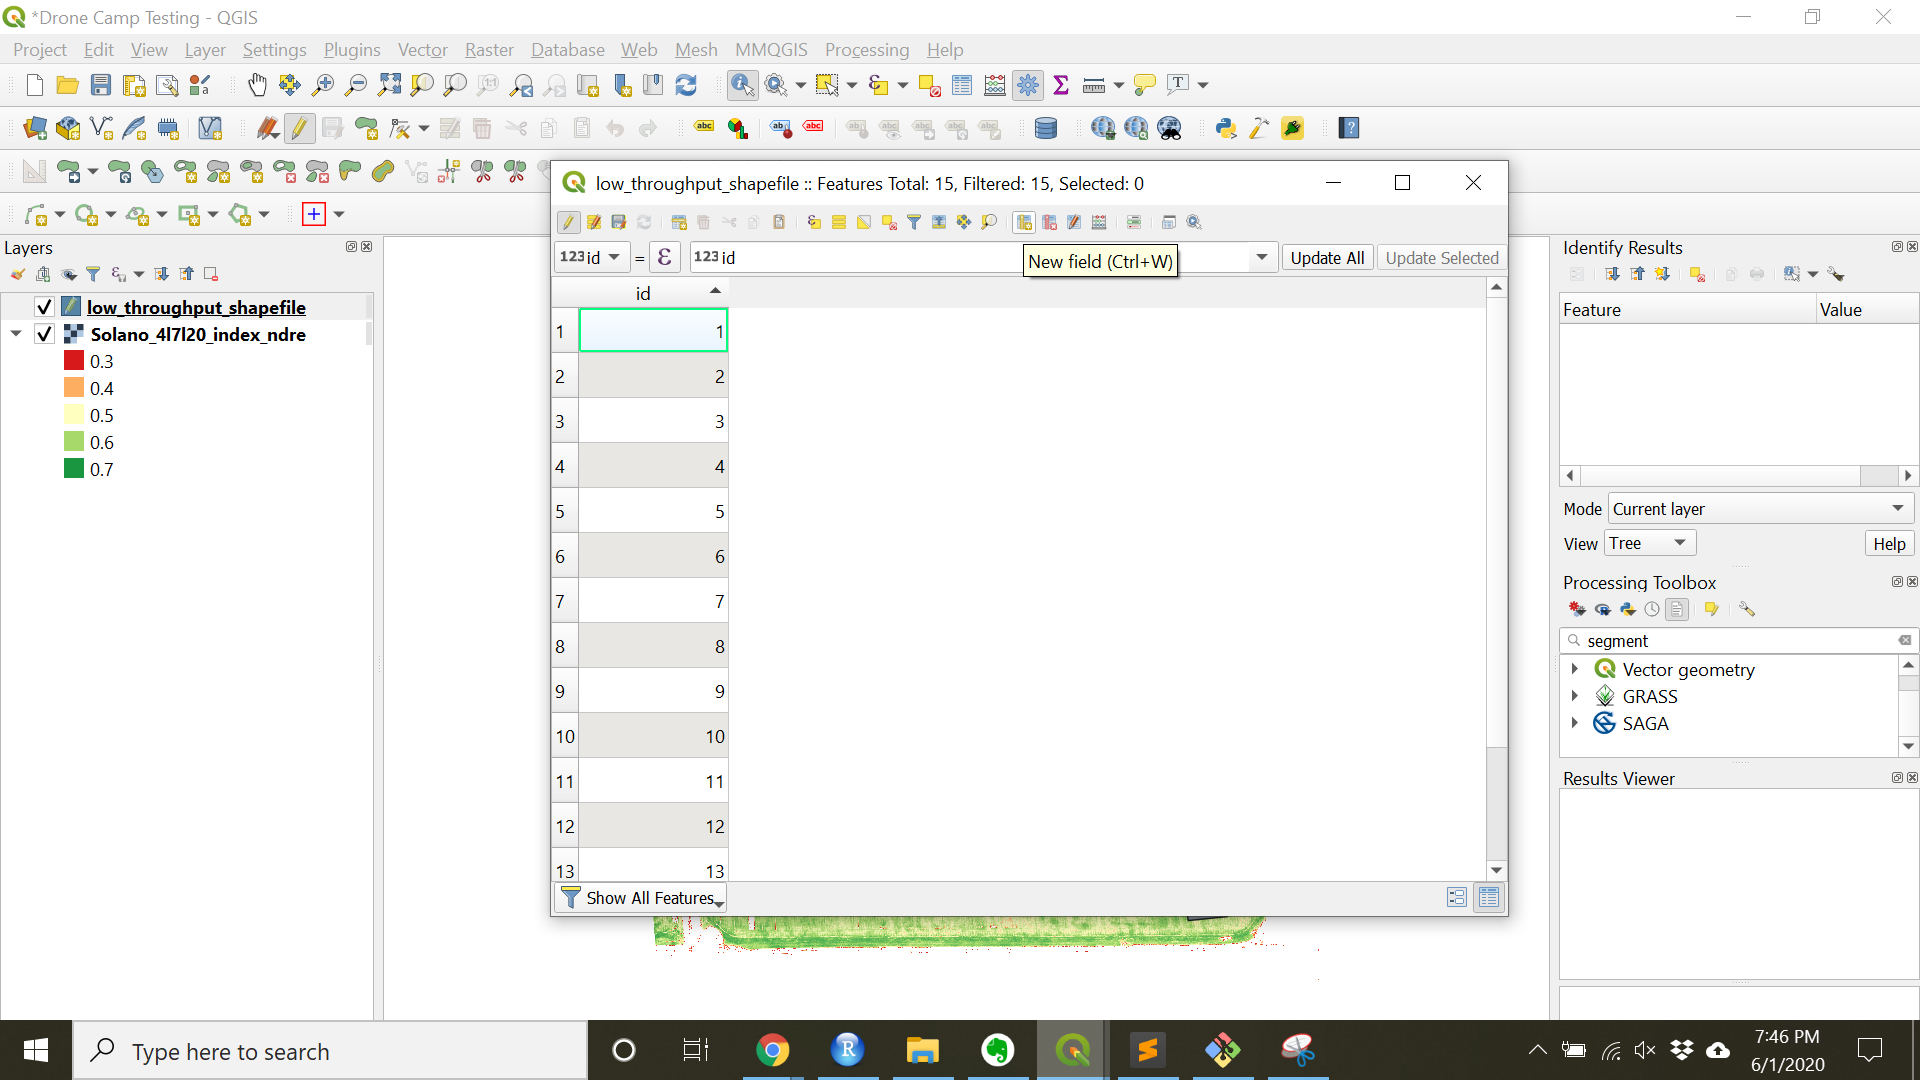 *Drone Camp Testing - QGIS
Project Edit View Layer Settings Plugins Vector Raster Database Web Mesh MMQGIS Processing Help
low_throughput_shapefile :: Features Total: 15, Filtered: 15, Selected: 0
123 id = ε 123 id Update All Update Selected
New field (Ctrl+W)
id
1 1
2 2
3 3
4 4
5 5
6 6
7 7
8 8
9 9
10 10
11 11
12 12
13 13
Show All Features
Layers
low_throughput_shapefile
Solano_4l7l20_index_ndre
0.3
0.4
0.5
0.6
0.7
Identify Results
Feature Value
Mode Current layer
View Tree Help
Processing Toolbox
segment
Vector geometry
GRASS
SAGA
Results Viewer
Type here to search
7:46 PM
6/1/2020